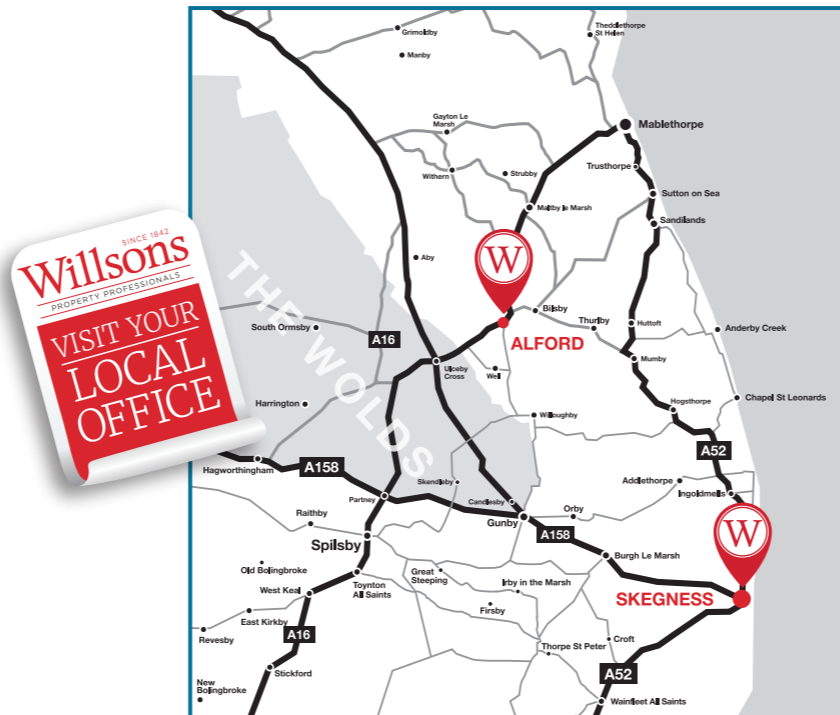 Theddlethorpe
St Helen
Grimoldby
Manby
Gayton Le
Marsh
Mablethorpe
Trusthorpe
Withern
Strubby
Sutton on Sea
Maltby le Marsh
Sandilands
SINCE 1842
Willsons
PROPERTY PROFESSIONALS
VISIT YOUR
LOCAL
OFFICE
THE WOLDS
Aby
W
Bilsby
South Ormsby
Thurlby
Huttoft
Anderby Creek
A16
ALFORD
Ulceby
Cross
Well
Mumby
Chapel St Leonards
Harrington
Hogsthorpe
Willoughby
A52
Hagworthingham
A158
Skendleby
Addlethorpe
Ingoldmells
Partney
Candlesby
Raithby
Gunby
Orby
W
Spilsby
A158
Burgh Le Marsh
Old Bolingbroke
Great
Steeping
Toynton
All Saints
Irby in the Marsh
SKEGNESS
West Keal
East Kirkby
Firsby
Revesby
A16
Croft
Thorpe St Peter
Stickford
A52
New
Bolingbroke
Wainfleet All Saints